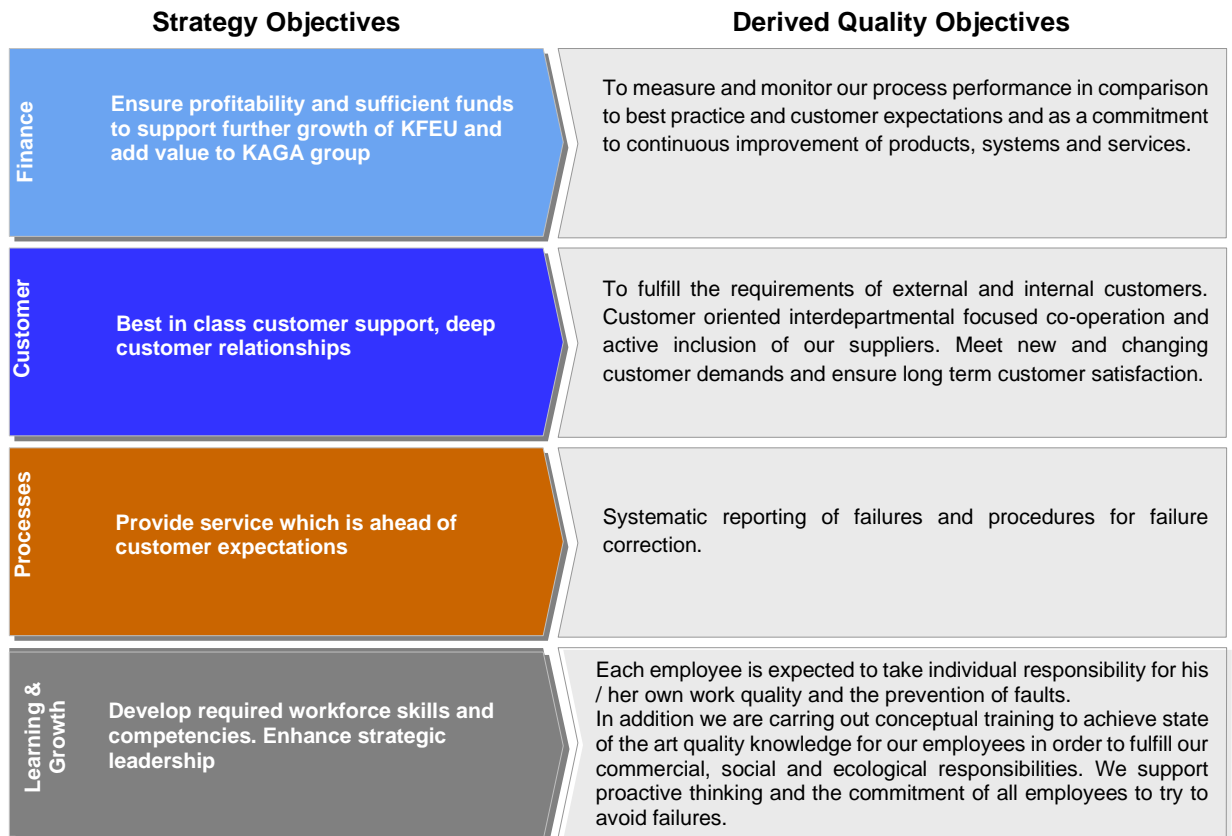 Strategy Objectives
Derived Quality Objectives
Finance
Ensure profitability and sufficient funds
to support further growth of KFEU and
add value to KAGA group
To measure and monitor our process performance in comparison
to best practice and customer expectations and as a commitment
to continuous improvement of products, systems and services.
Customer
Best in class customer support, deep
customer relationships
To fulfill the requirements of external and internal customers.
Customer oriented interdepartmental focused co-operation and
active inclusion of our suppliers. Meet new and changing
customer demands and ensure long term customer satisfaction.
Processes
Provide service which is ahead of
customer expectations
Systematic reporting of failures and procedures for failure
correction.
Learning &
Growth
Develop required workforce skills and
competencies. Enhance strategic
leadership
Each employee is expected to take individual responsibility for his
/ her own work quality and the prevention of faults.
In addition we are carring out conceptual training to achieve state
of the art quality knowledge for our employees in order to fulfill our
commercial, social and ecological responsibilities. We support
proactive thinking and the commitment of all employees to try to
avoid failures.